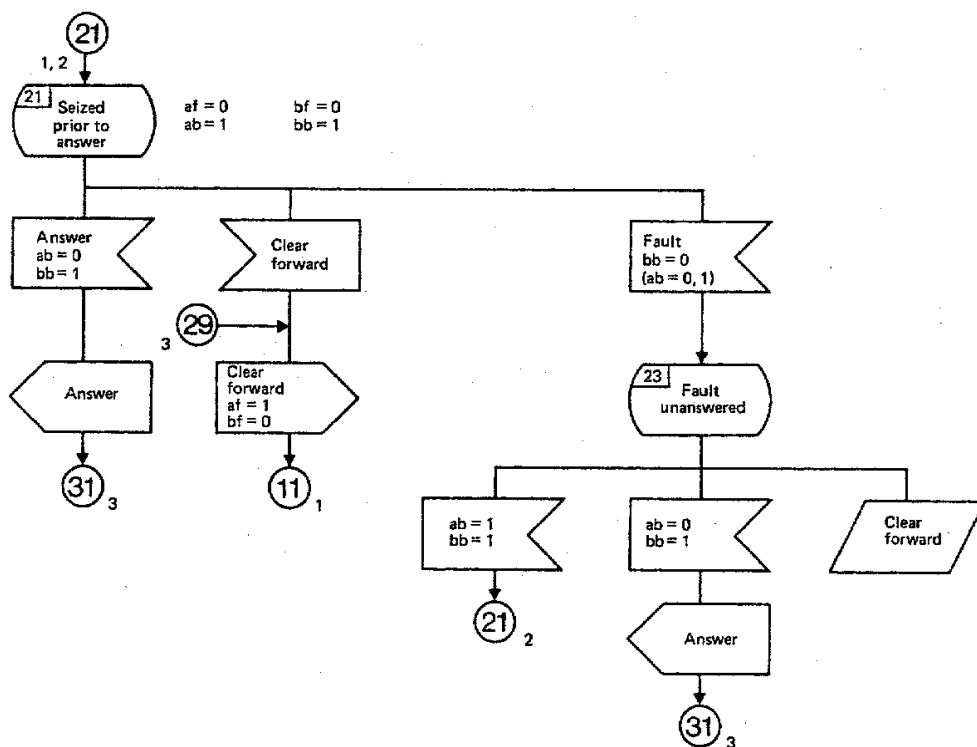 21
1, 2
21
Seized
prior to
answer
af = 0
bf = 0
ab = 1
bb = 1
Answer
ab = 0
bb = 1
Clear
forward
Fault
bb = 0
(ab = 0, 1)
29
3
Answer
Clear
forward
af = 1
bf = 0
23
Fault
unanswered
31
3
11
1
ab = 1
bb = 1
ab = 0
bb = 1
Clear
forward
21
2
Answer
31
3